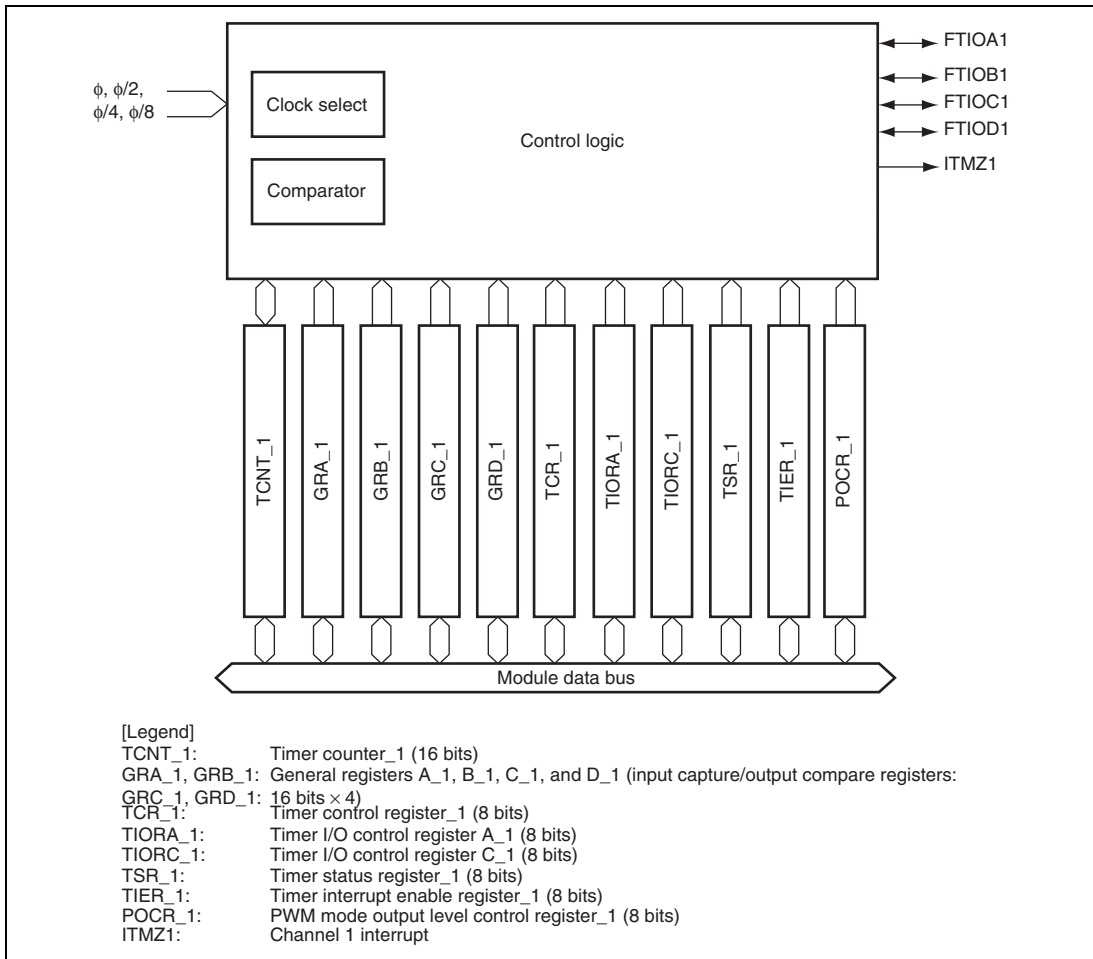 FTIOA1
φ, φ/2,
φ/4, φ/8
Clock select
Comparator
Control logic
FTIOB1
FTIOC1
FTIOD1
ITMZ1
TCNT_1
GRA_1
GRB_1
GRC_1
GRD_1
TCR_1
TIORA_1
TIORC_1
TSR_1
TIER_1
POCR_1
Module data bus
[Legend]
TCNT_1: Timer counter_1 (16 bits)
GRA_1, GRB_1: General registers A_1, B_1, C_1, and D_1 (input capture/output compare registers:
GRC_1, GRD_1: 16 bits × 4)
TCR_1: Timer control register_1 (8 bits)
TIORA_1: Timer I/O control register A_1 (8 bits)
TIORC_1: Timer I/O control register C_1 (8 bits)
TSR_1: Timer status register_1 (8 bits)
TIER_1: Timer interrupt enable register_1 (8 bits)
POCR_1: PWM mode output level control register_1 (8 bits)
ITMZ1: Channel 1 interrupt